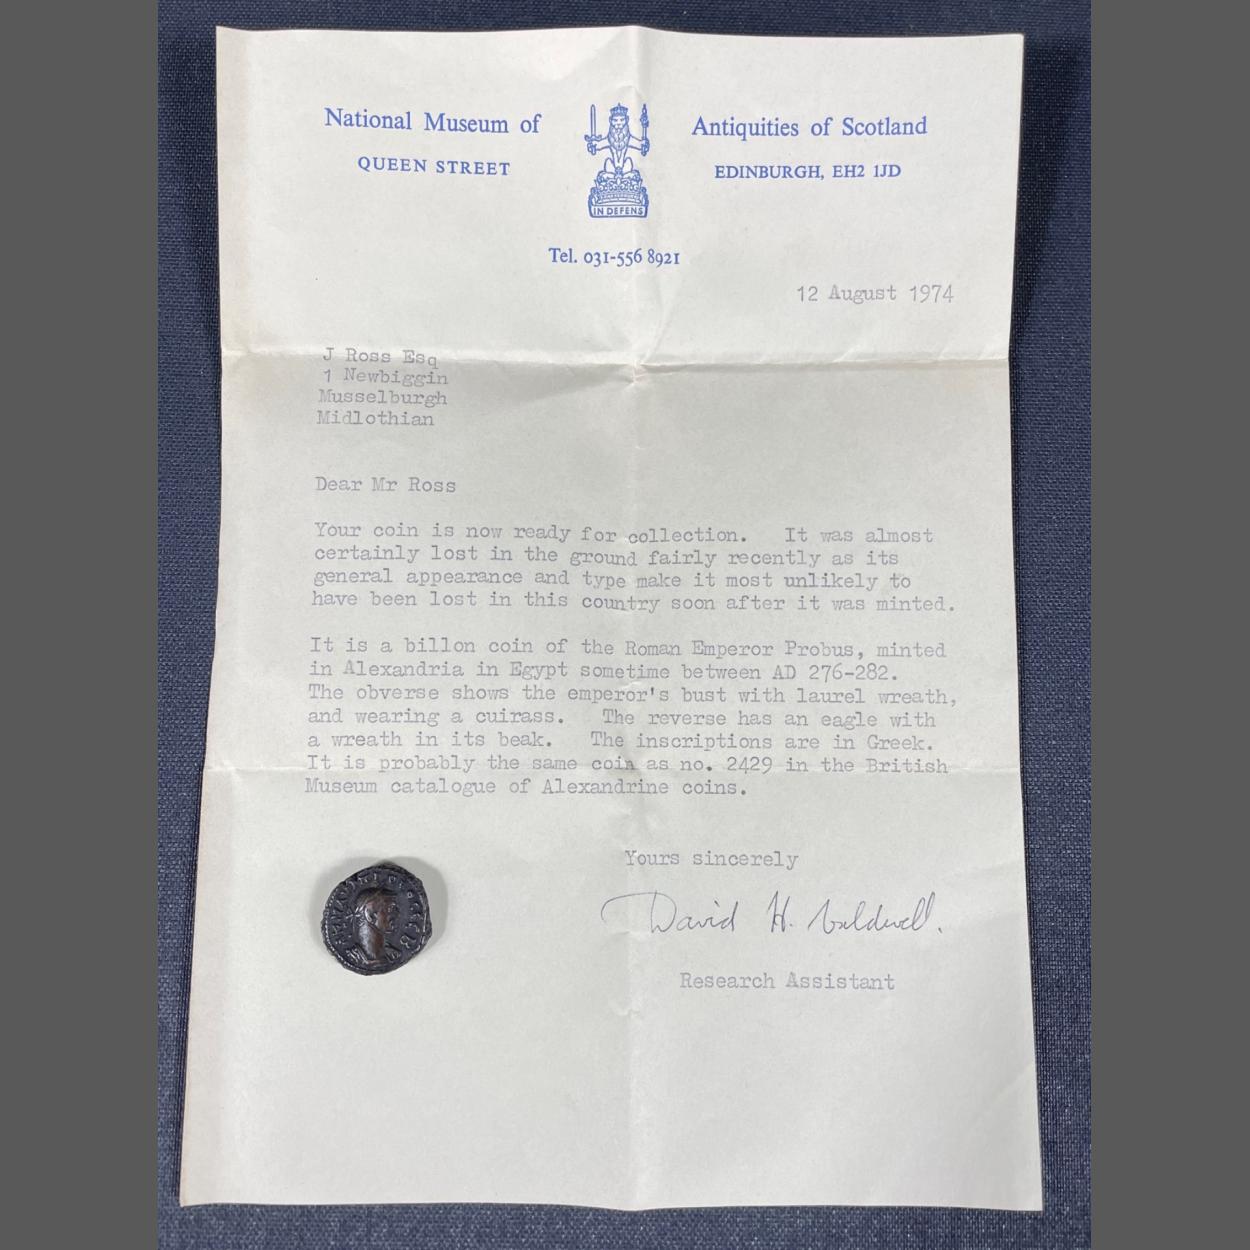 National Museum of Antiquities of Scotland
QUEEN STREET EDINBURGH, EH2 1JD
IN DEFENS
Tel. 031-556 8921
12 August 1974
J Ross Esq
1 Newbiggin
Musselburgh
Midlothian
Dear Mr Ross
Your coin is now ready for collection. It was almost
certainly lost in the ground fairly recently as its
general appearance and type make it most unlikely to
have been lost in this country soon after it was minted.
It is a billon coin of the Roman Emperor Probus, minted
in Alexandria in Egypt sometime between AD 276-282.
The obverse shows the emperor's bust with laurel wreath,
and wearing a cuirass. The reverse has an eagle with
a wreath in its beak. The inscriptions are in Greek.
It is probably the same coin as no. 2429 in the British
Museum catalogue of Alexandrine coins.
Yours sincerely
David H. Caldwell.
Research Assistant